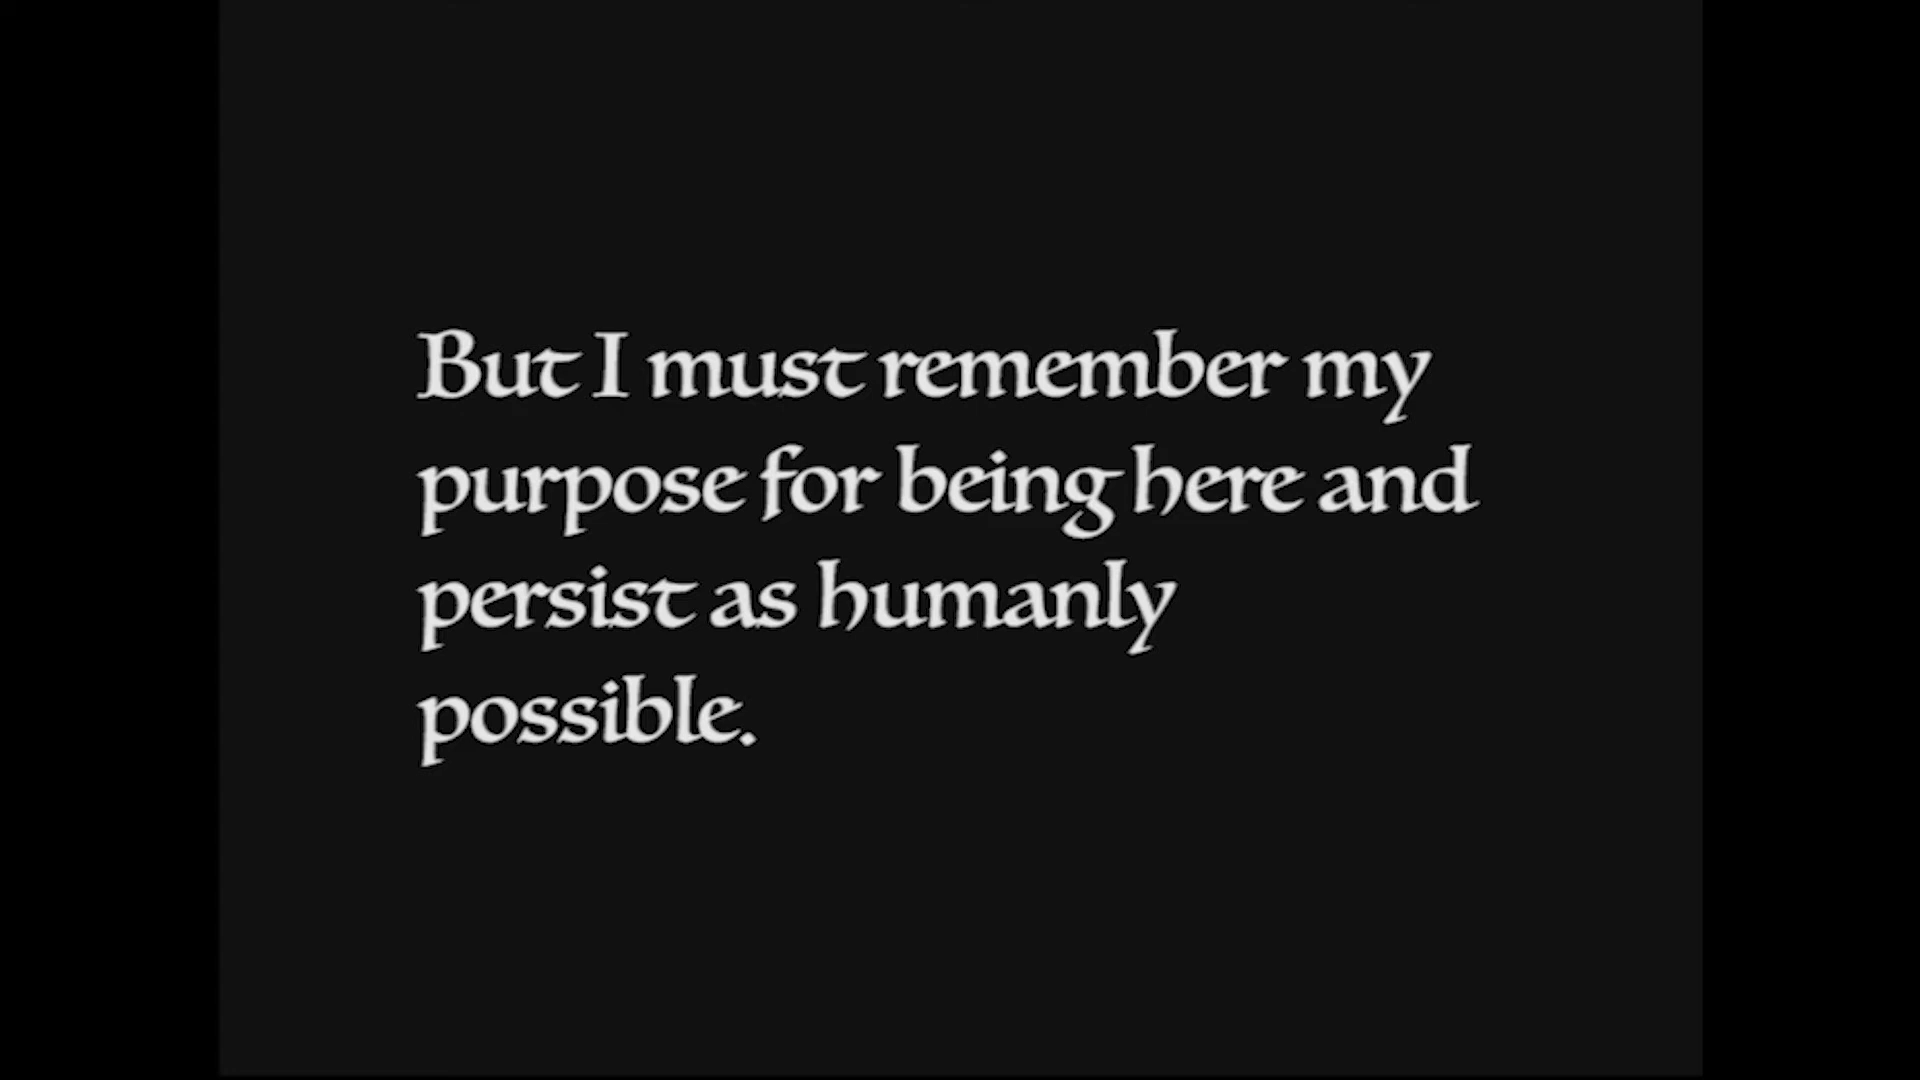 But I must remember my
purpose for being here and
persist as humanly
possible.